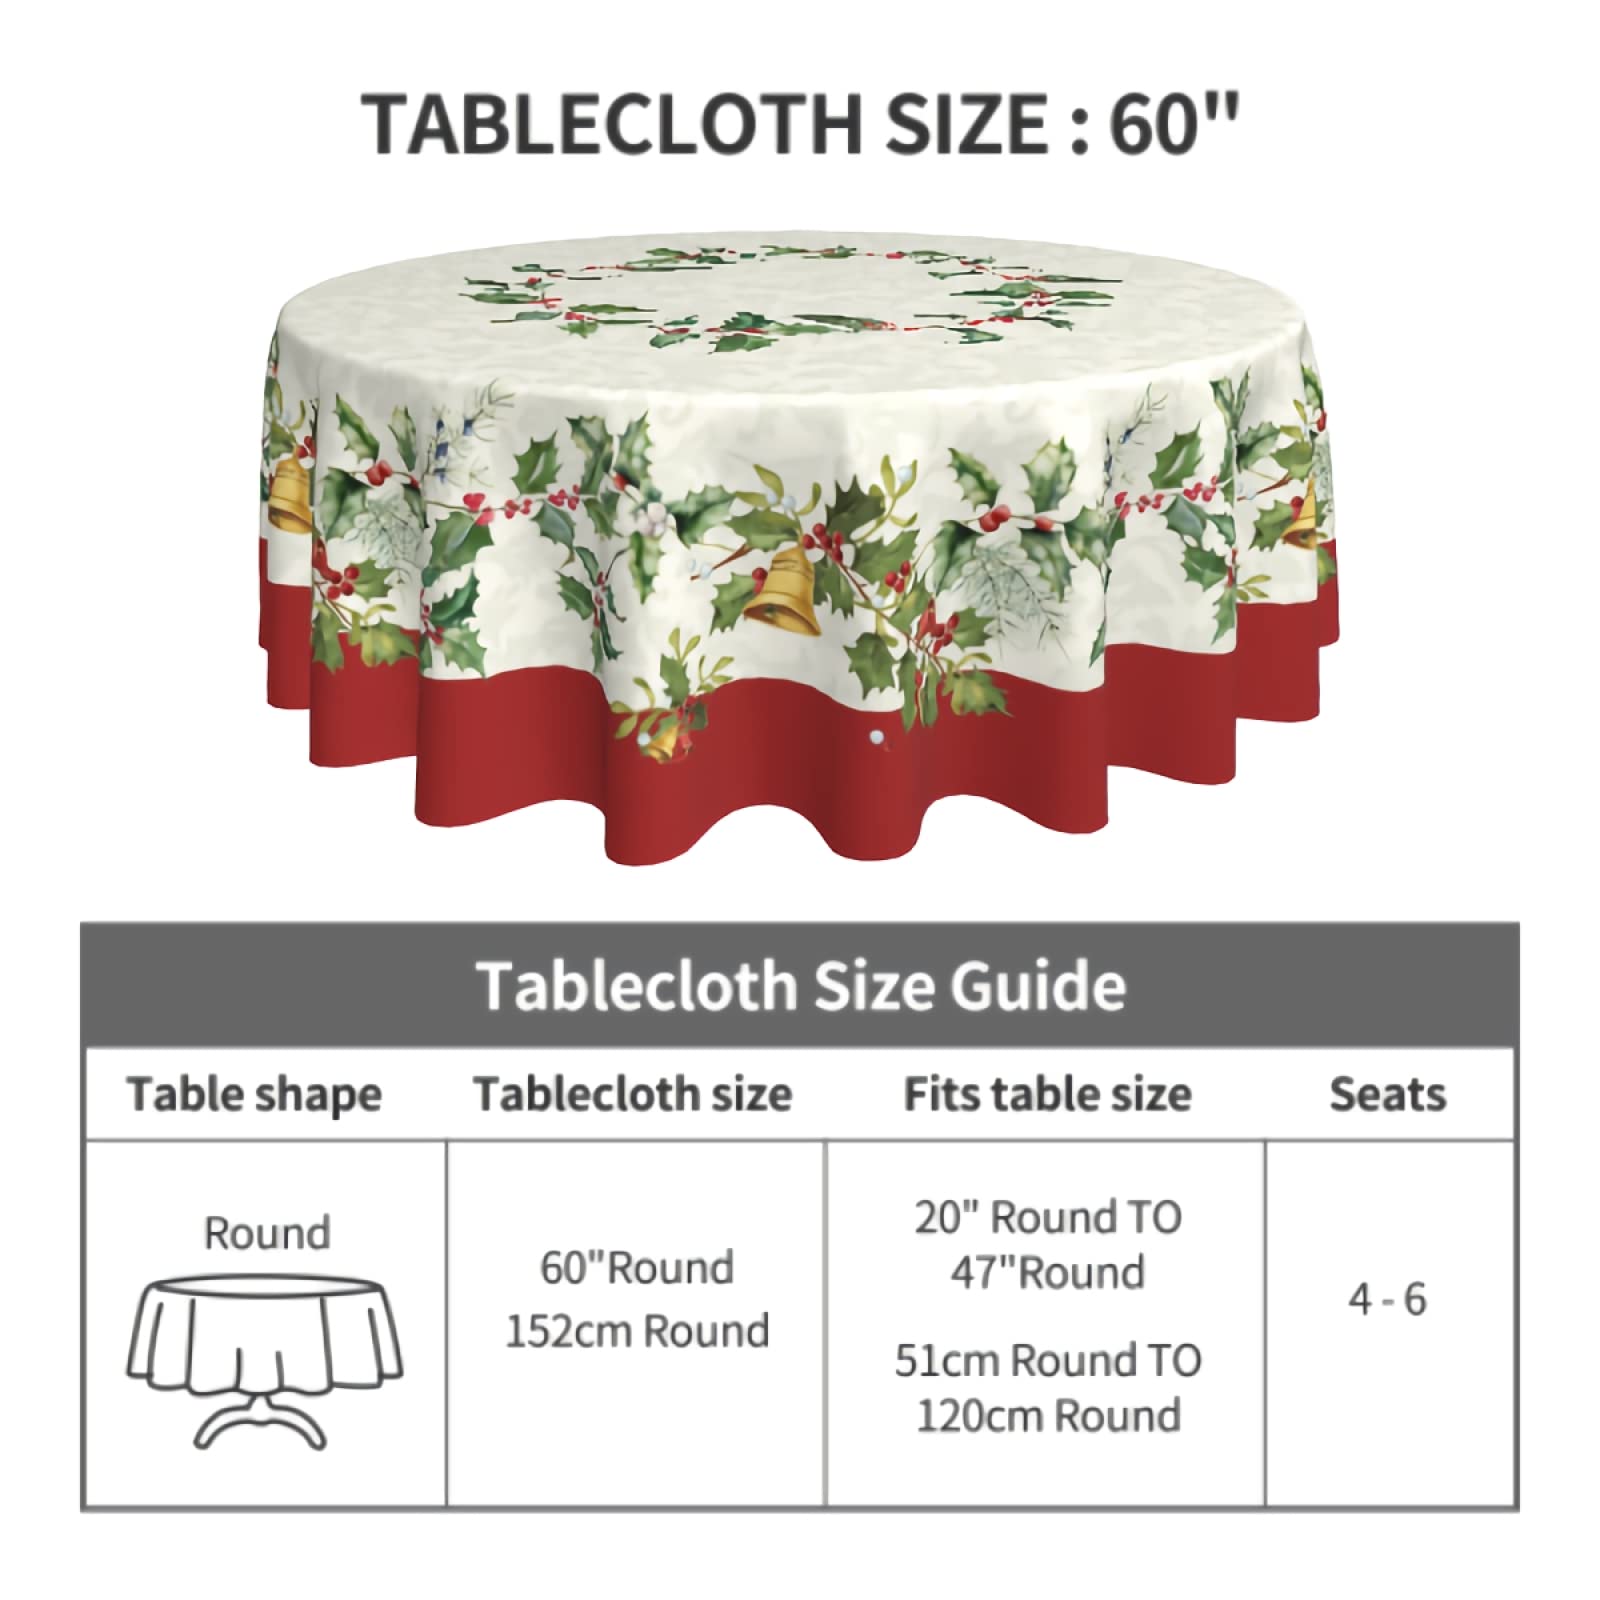 TABLECLOTH SIZE : 60"
Tablecloth Size Guide
Table shape
Tablecloth size
Fits table size
Seats
Round
60"Round
152cm Round
20" Round TO
47"Round
51cm Round TO
120cm Round
4 - 6